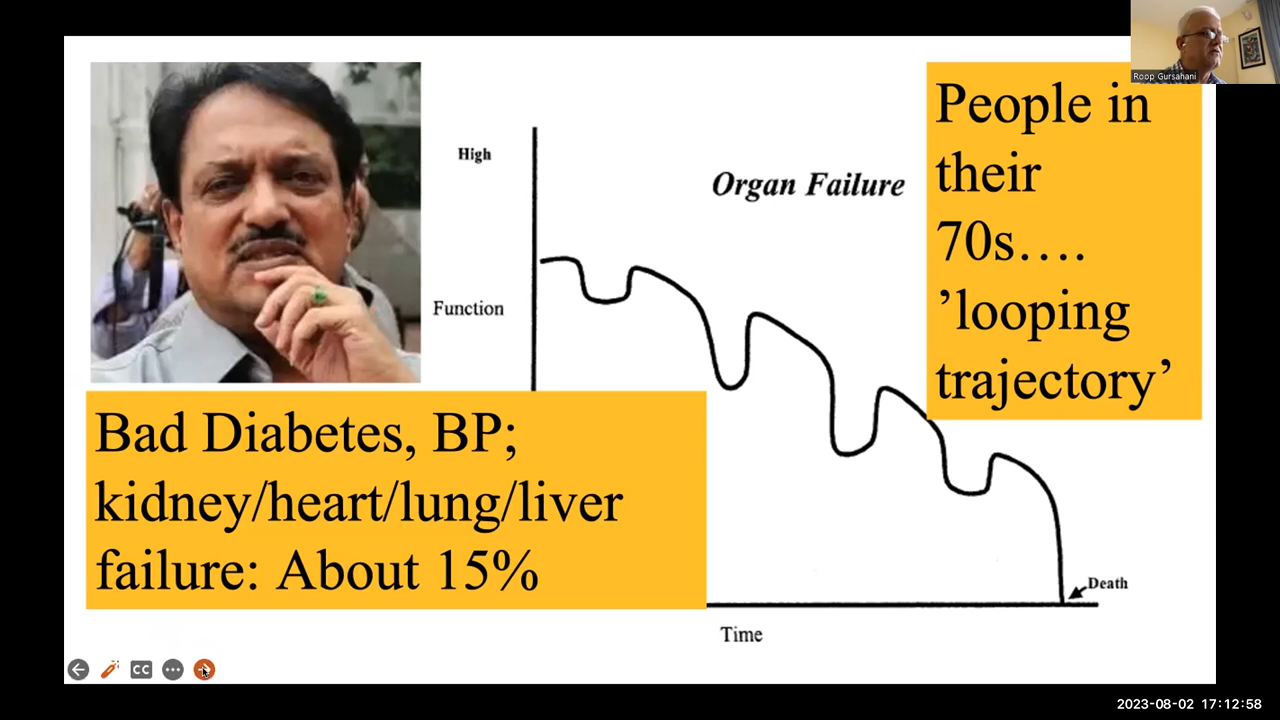 Roop Gursahani
People in
their
70s....
’looping
trajectory’
High
Organ Failure
Function
Bad Diabetes, BP;
kidney/heart/lung/liver
failure: About 15%
Death
Time
CC
2023-08-02 17:12:58